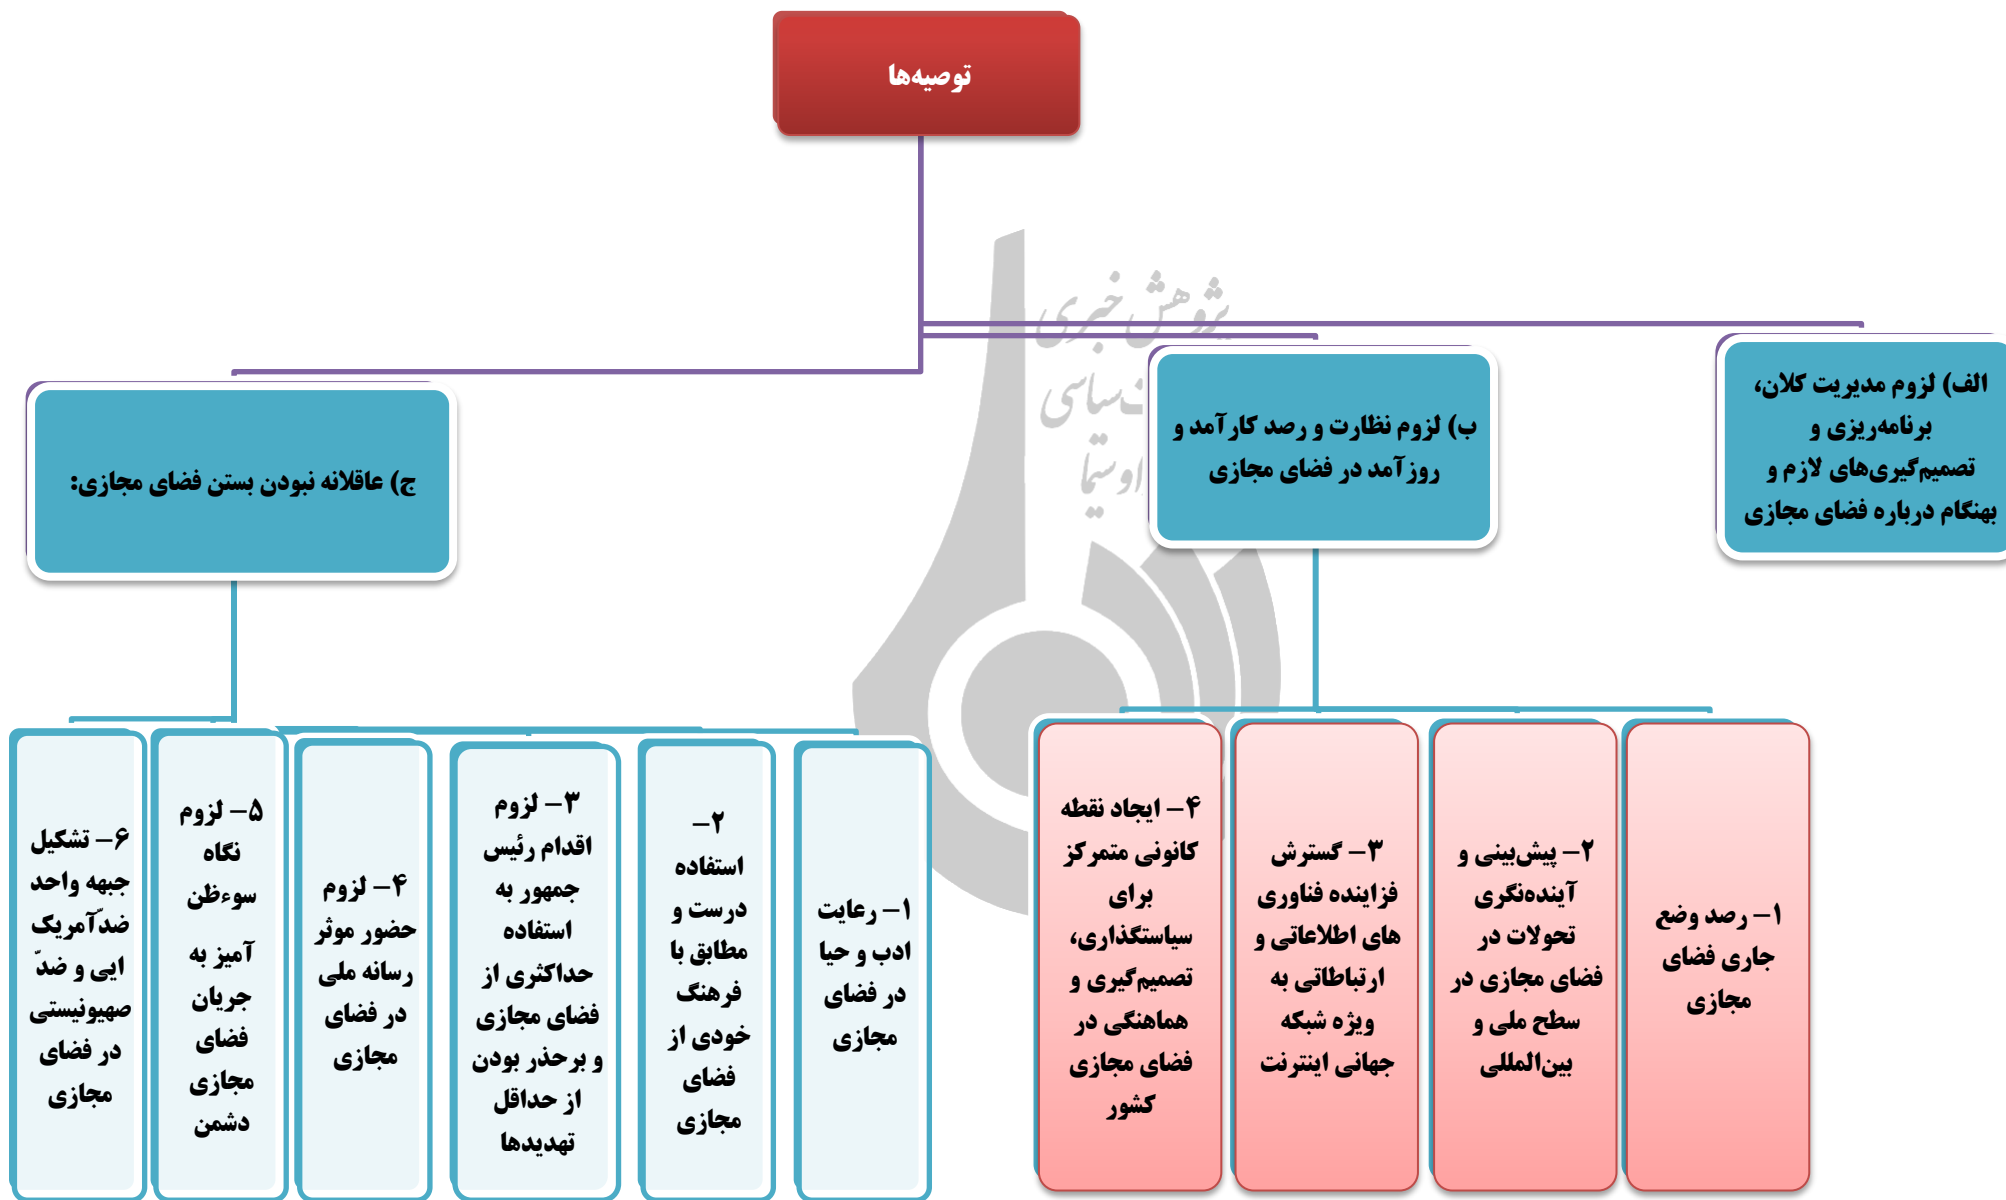 توصیه‌ها
پژوهش خبری
سیاسی
الف) لزوم مدیریت کلان،
برنامه‌ریزی و
تصمیم‌گیری‌های لازم و
بهنگام درباره فضای مجازی
ب) لزوم نظارت و رصد کارآمد و
روزآمد در فضای مجازی
ج) عاقلانه نبودن بستن فضای مجازی:
۱- رصد وضع
جاری فضای
مجازی
۲- پیش‌بینی و
آینده‌نگری
تحولات در
فضای مجازی در
سطح ملی و
بین‌المللی
۳- گسترش
فزاینده فناوری
های اطلاعاتی و
ارتباطاتی به
ویژه شبکه
جهانی اینترنت
۴- ایجاد نقطه
کانونی متمرکز
برای
سیاستگذاری،
تصمیم‌گیری و
هماهنگی در
فضای مجازی
کشور
۱- رعایت
ادب و حیا
در فضای
مجازی
۲-
استفاده
درست و
مطابق با
فرهنگ
خودی از
فضای
مجازی
۳- لزوم
اقدام رئیس
جمهور به
استفاده
حداکثری از
فضای مجازی
و برحذر بودن
از حداقل
تهدیدها
۴- لزوم
حضور موثر
رسانه ملی
در فضای
مجازی
۵- لزوم
نگاه
سوءظن
آمیز به
جریان
فضای
مجازی
دشمن
۶- تشکیل
جبهه واحد
ضدّآمریک
ایی و ضدّ
صهیونیستی
در فضای
مجازی